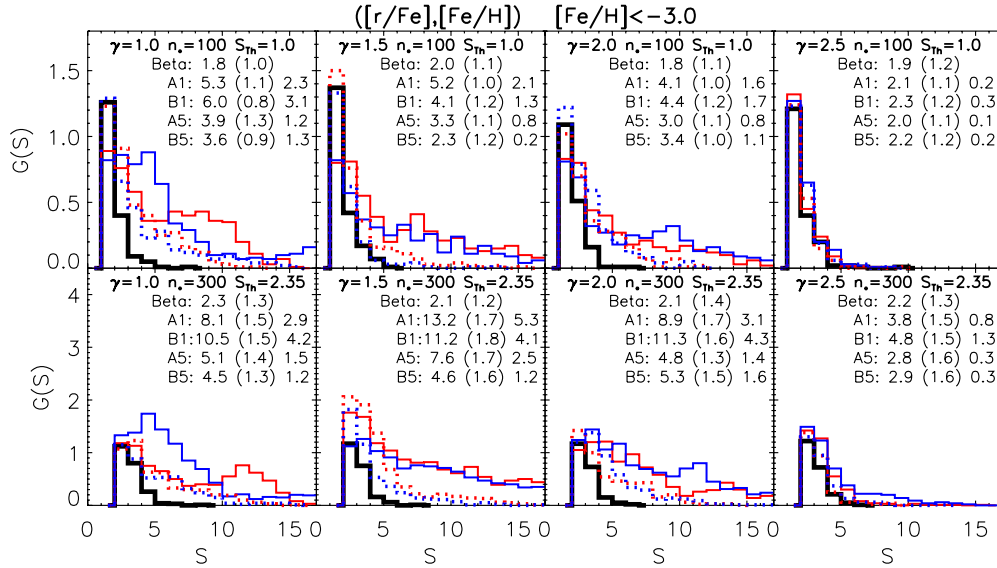 ([r/Fe],[Fe/H]) [Fe/H]<−3.0
γ=1.0 n*=100 S_Th=1.0
Beta: 1.8 (1.0)
A1: 5.3 (1.1) 2.3
B1: 6.0 (0.8) 3.1
A5: 3.9 (1.3) 1.2
B5: 3.6 (0.9) 1.3
γ=1.5 n*=100 S_Th=1.0
Beta: 2.0 (1.1)
A1: 5.2 (1.0) 2.1
B1: 4.1 (1.2) 1.3
A5: 3.3 (1.1) 0.8
B5: 2.3 (1.2) 0.2
γ=2.0 n*=100 S_Th=1.0
Beta: 1.8 (1.1)
A1: 4.1 (1.0) 1.6
B1: 4.4 (1.2) 1.7
A5: 3.0 (1.1) 0.8
B5: 3.4 (1.0) 1.1
γ=2.5 n*=100 S_Th=1.0
Beta: 1.9 (1.2)
A1: 2.1 (1.1) 0.2
B1: 2.3 (1.2) 0.3
A5: 2.0 (1.1) 0.1
B5: 2.2 (1.2) 0.2
G(S)
1.5
1.0
0.5
0.0
γ=1.0 n*=300 S_Th=2.35
Beta: 2.3 (1.3)
A1: 8.1 (1.5) 2.9
B1:10.5 (1.5) 4.2
A5: 5.1 (1.4) 1.5
B5: 4.5 (1.3) 1.2
γ=1.5 n*=300 S_Th=2.35
Beta: 2.1 (1.2)
A1:13.2 (1.7) 5.3
B1:11.2 (1.8) 4.1
A5: 7.6 (1.7) 2.5
B5: 4.6 (1.6) 1.2
γ=2.0 n*=300 S_Th=2.35
Beta: 2.1 (1.4)
A1: 8.9 (1.7) 3.1
B1:11.3 (1.6) 4.3
A5: 4.8 (1.3) 1.4
B5: 5.3 (1.5) 1.6
γ=2.5 n*=300 S_Th=2.35
Beta: 2.2 (1.3)
A1: 3.8 (1.5) 0.8
B1: 4.8 (1.5) 1.3
A5: 2.8 (1.6) 0.3
B5: 2.9 (1.6) 0.3
G(S)
4
3
2
1
0
0 5 10 15 0 5 10 15 0 5 10 15 0 5 10 15
S S S S